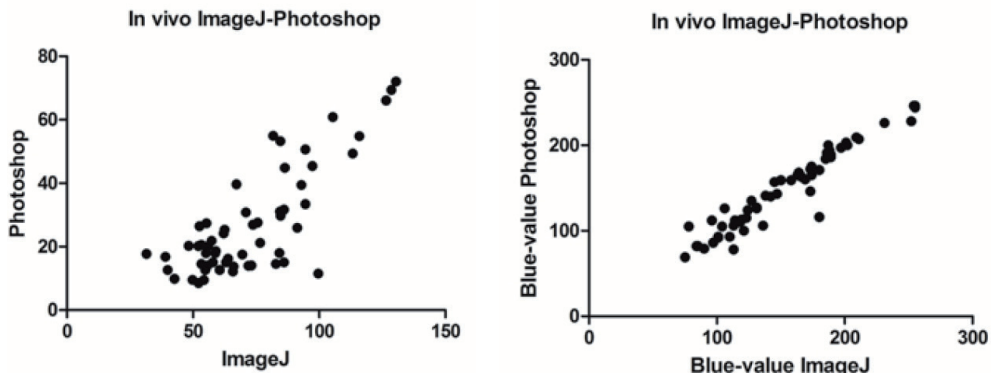 In vivo ImageJ-Photoshop
80
60
40
20
0
Photoshop
0 50 100 150
ImageJ
In vivo ImageJ-Photoshop
300
200
100
0
Blue-value Photoshop
0 100 200 300
Blue-value ImageJ